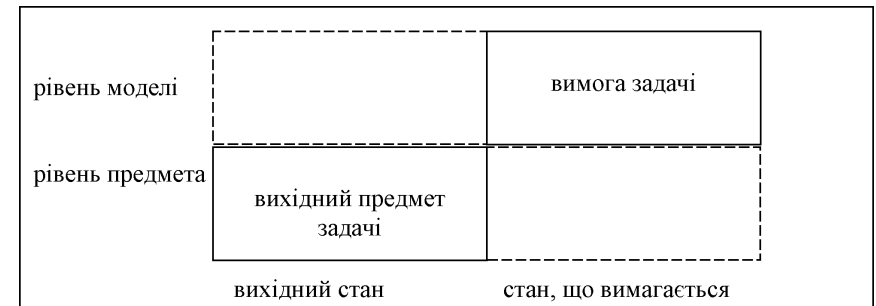 рівень моделі
вимога задачі
рівень предмета
вихідний предмет
задачі
вихідний стан
стан, що вимагається